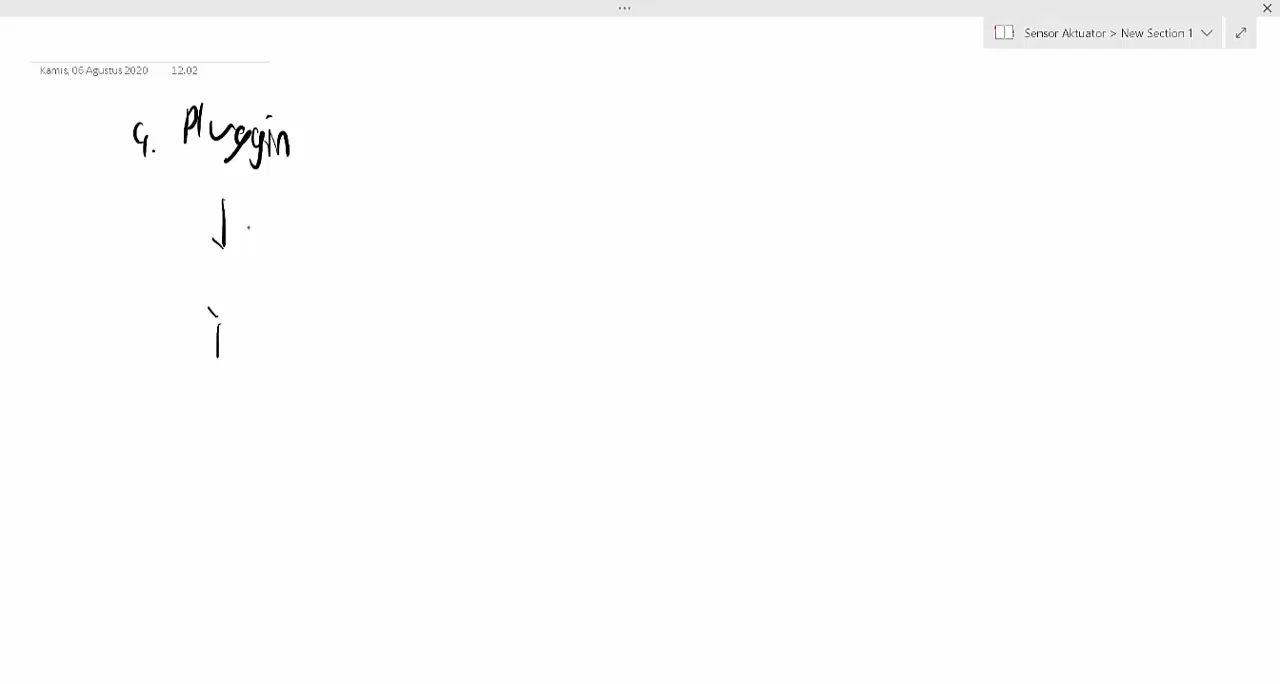 Sensor Aktuator > New Section 1
Kamis, 06 Agustus 2020 12.02
4. Pluggin
i